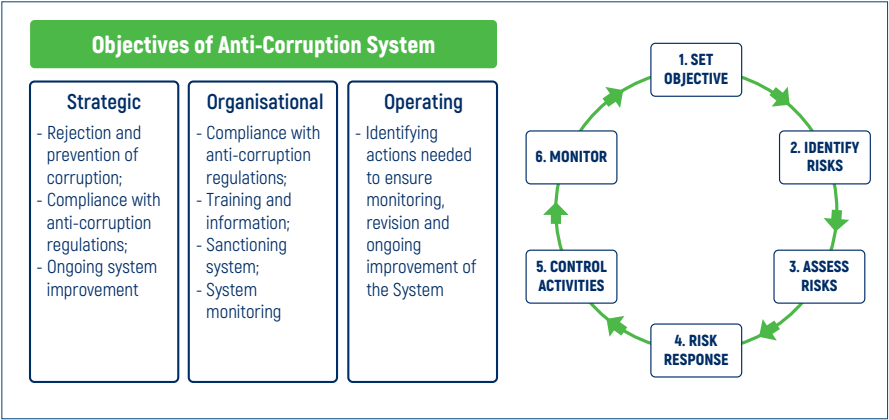 Objectives of Anti-Corruption System
Strategic
- Rejection and
prevention of
corruption;
- Compliance with
anti-corruption
regulations;
- Ongoing system
improvement
Organisational
- Compliance with
anti-corruption
regulations;
- Training and
information;
- Sanctioning
system;
- System
monitoring
Operating
- Identifying
actions needed
to ensure
monitoring,
revision and
ongoing
improvement of
the System
1. SET
OBJECTIVE
2. IDENTIFY
RISKS
3. ASSESS
RISKS
4. RISK
RESPONSE
5. CONTROL
ACTIVITIES
6. MONITOR